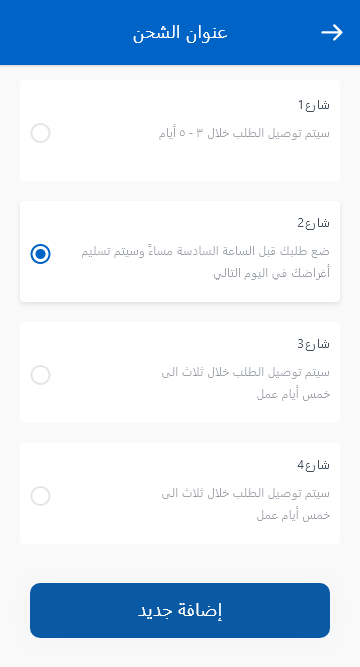 عنوان الشحن
شارع1
سيتم توصيل الطلب خلال ٣ - ٥ أيام
شارع2
ضع طلبك قبل الساعة السادسة مساءً وسيتم تسليم
أغراضك في اليوم التالي
شارع3
سيتم توصيل الطلب خلال ثلاث الى
خمس أيام عمل
شارع4
سيتم توصيل الطلب خلال ثلاث الى
خمس أيام عمل
إضافة جديد